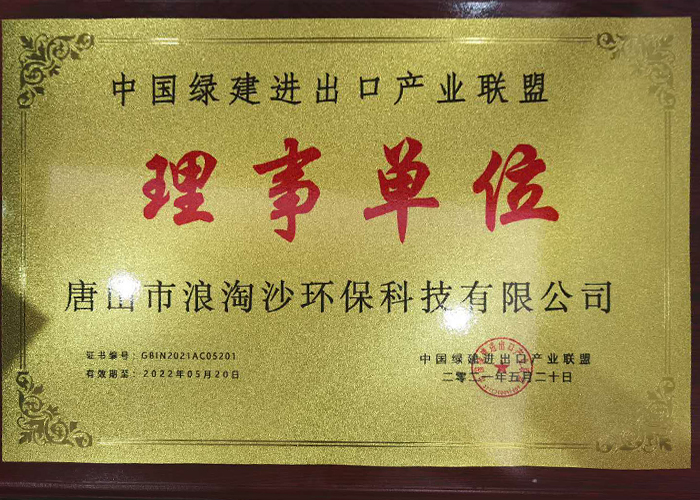 中国绿建进出口产业联盟
理事单位
唐山市浪淘沙环保科技有限公司
证书编号：GBIN2021AC05201
有效期至：2022年05月20日
中国绿建进出口产业联盟
二零二一年五月二十日